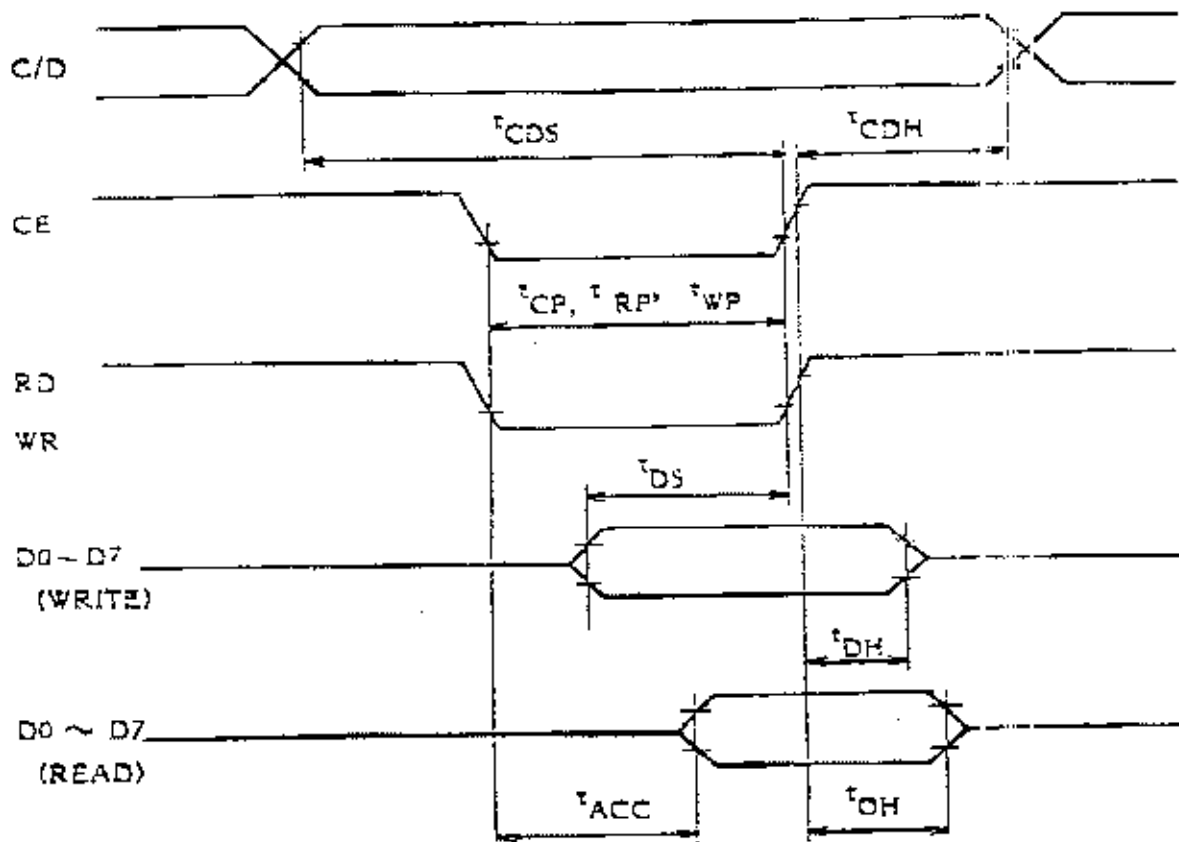 C/D
tCDS
tCDH
CE
tCP, tRP, tWP
RD
WR
tDS
D0~D7
(WRITE)
tDH
D0 ~ D7
(READ)
tACC
tOH